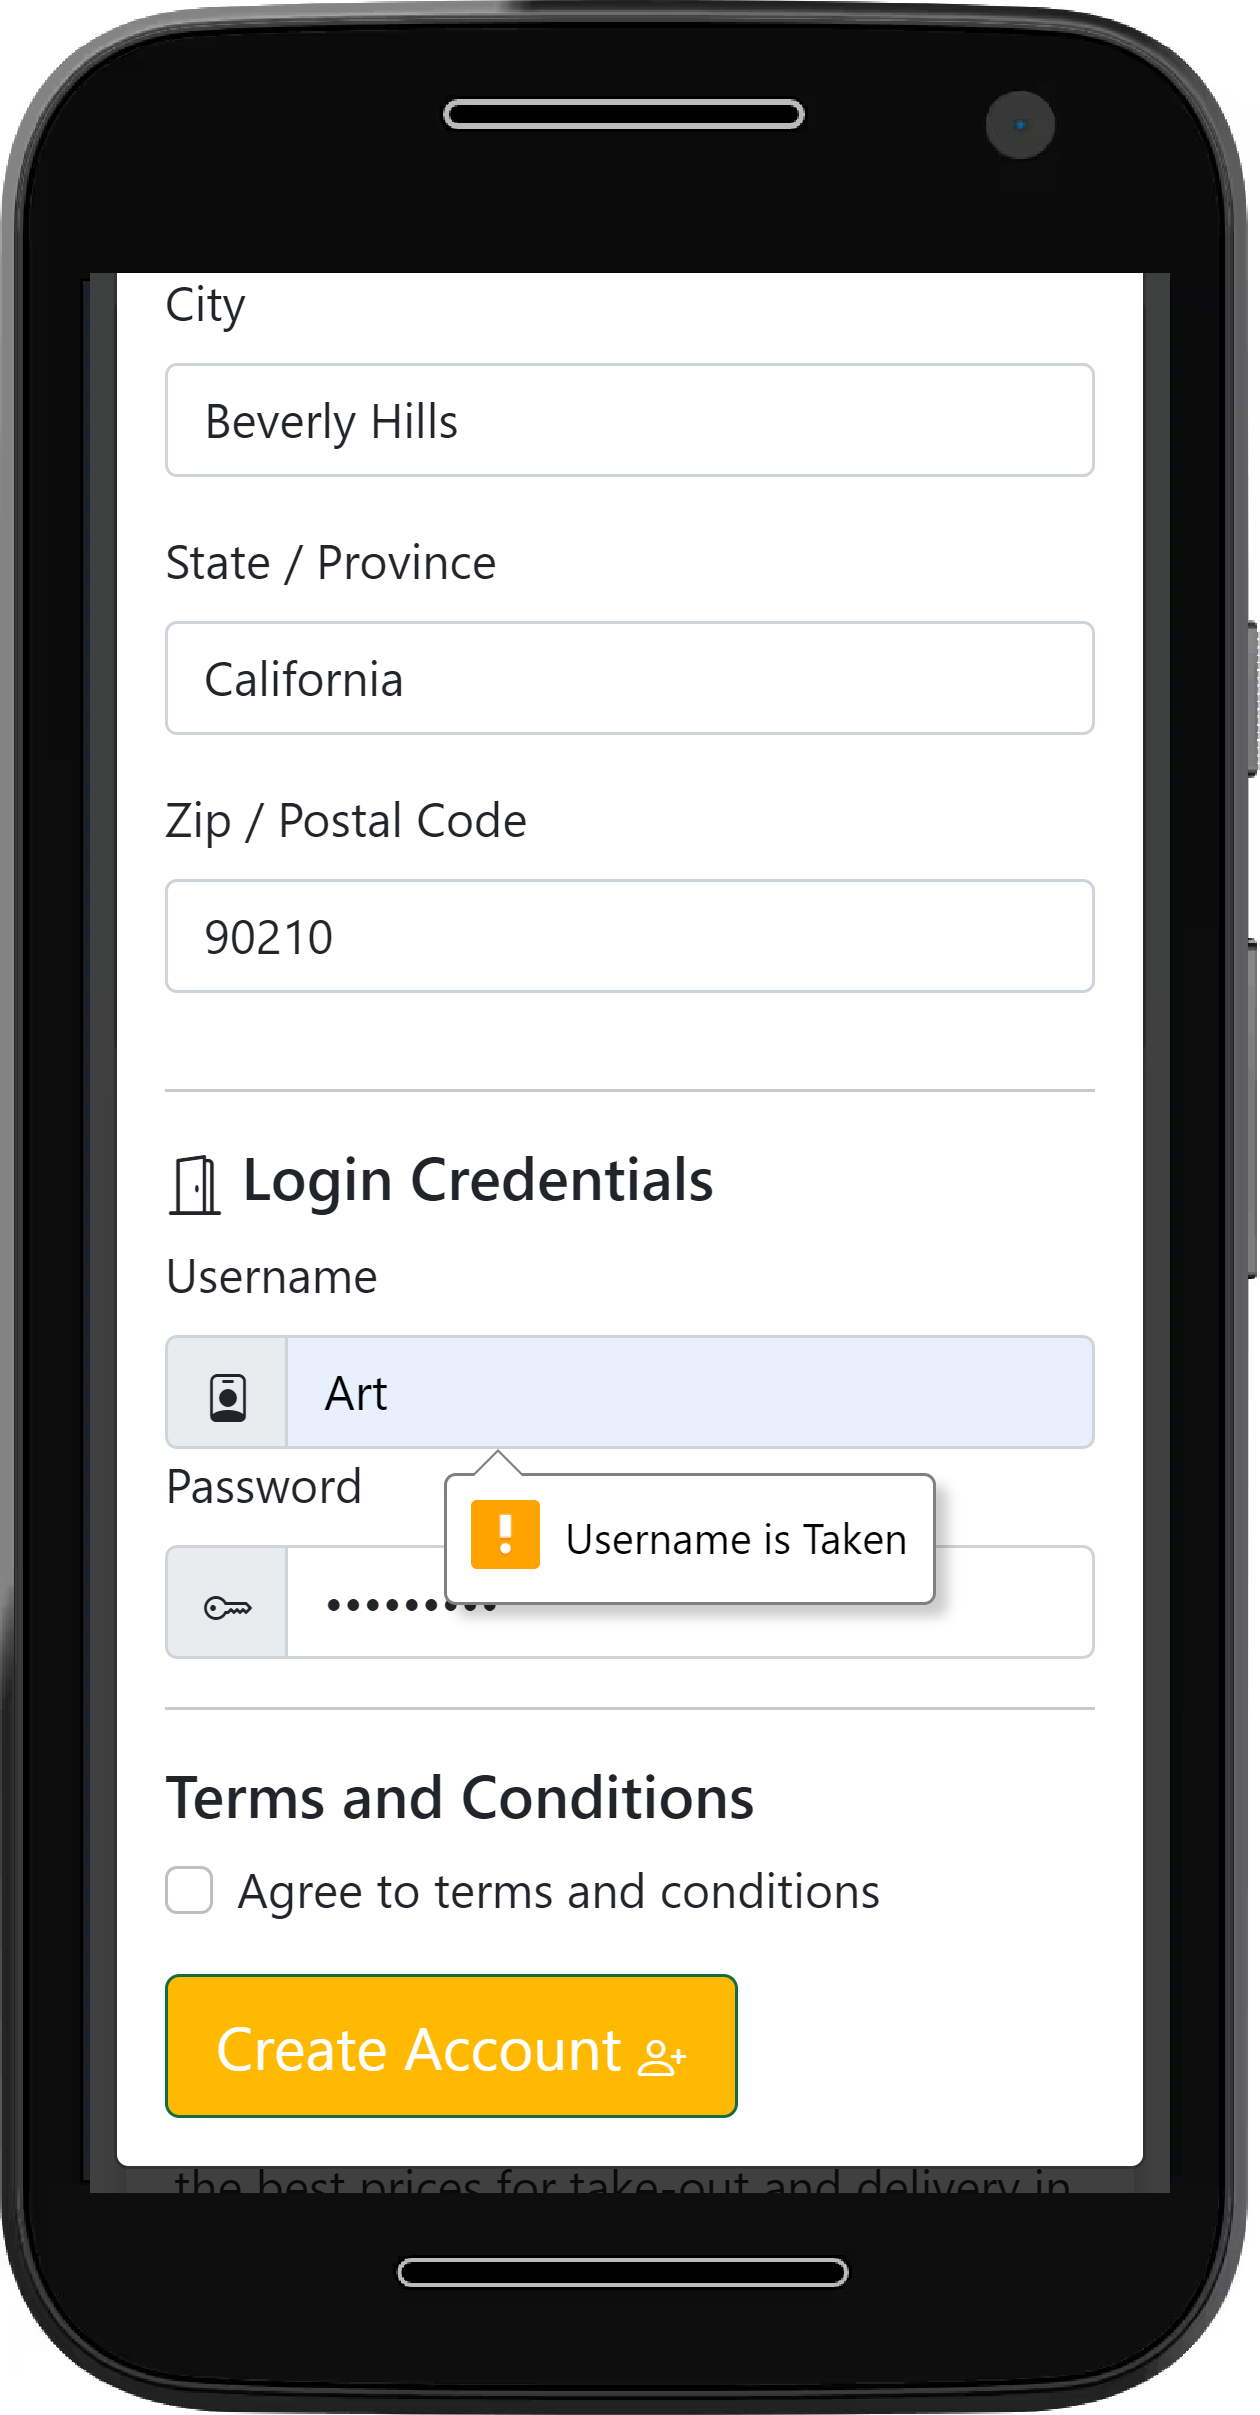 City
Beverly Hills
State / Province
California
Zip / Postal Code
90210
Login Credentials
Username
Art
Password
Username is Taken
•••••••••
Terms and Conditions
Agree to terms and conditions
Create Account
the best prices for take-out and delivery in